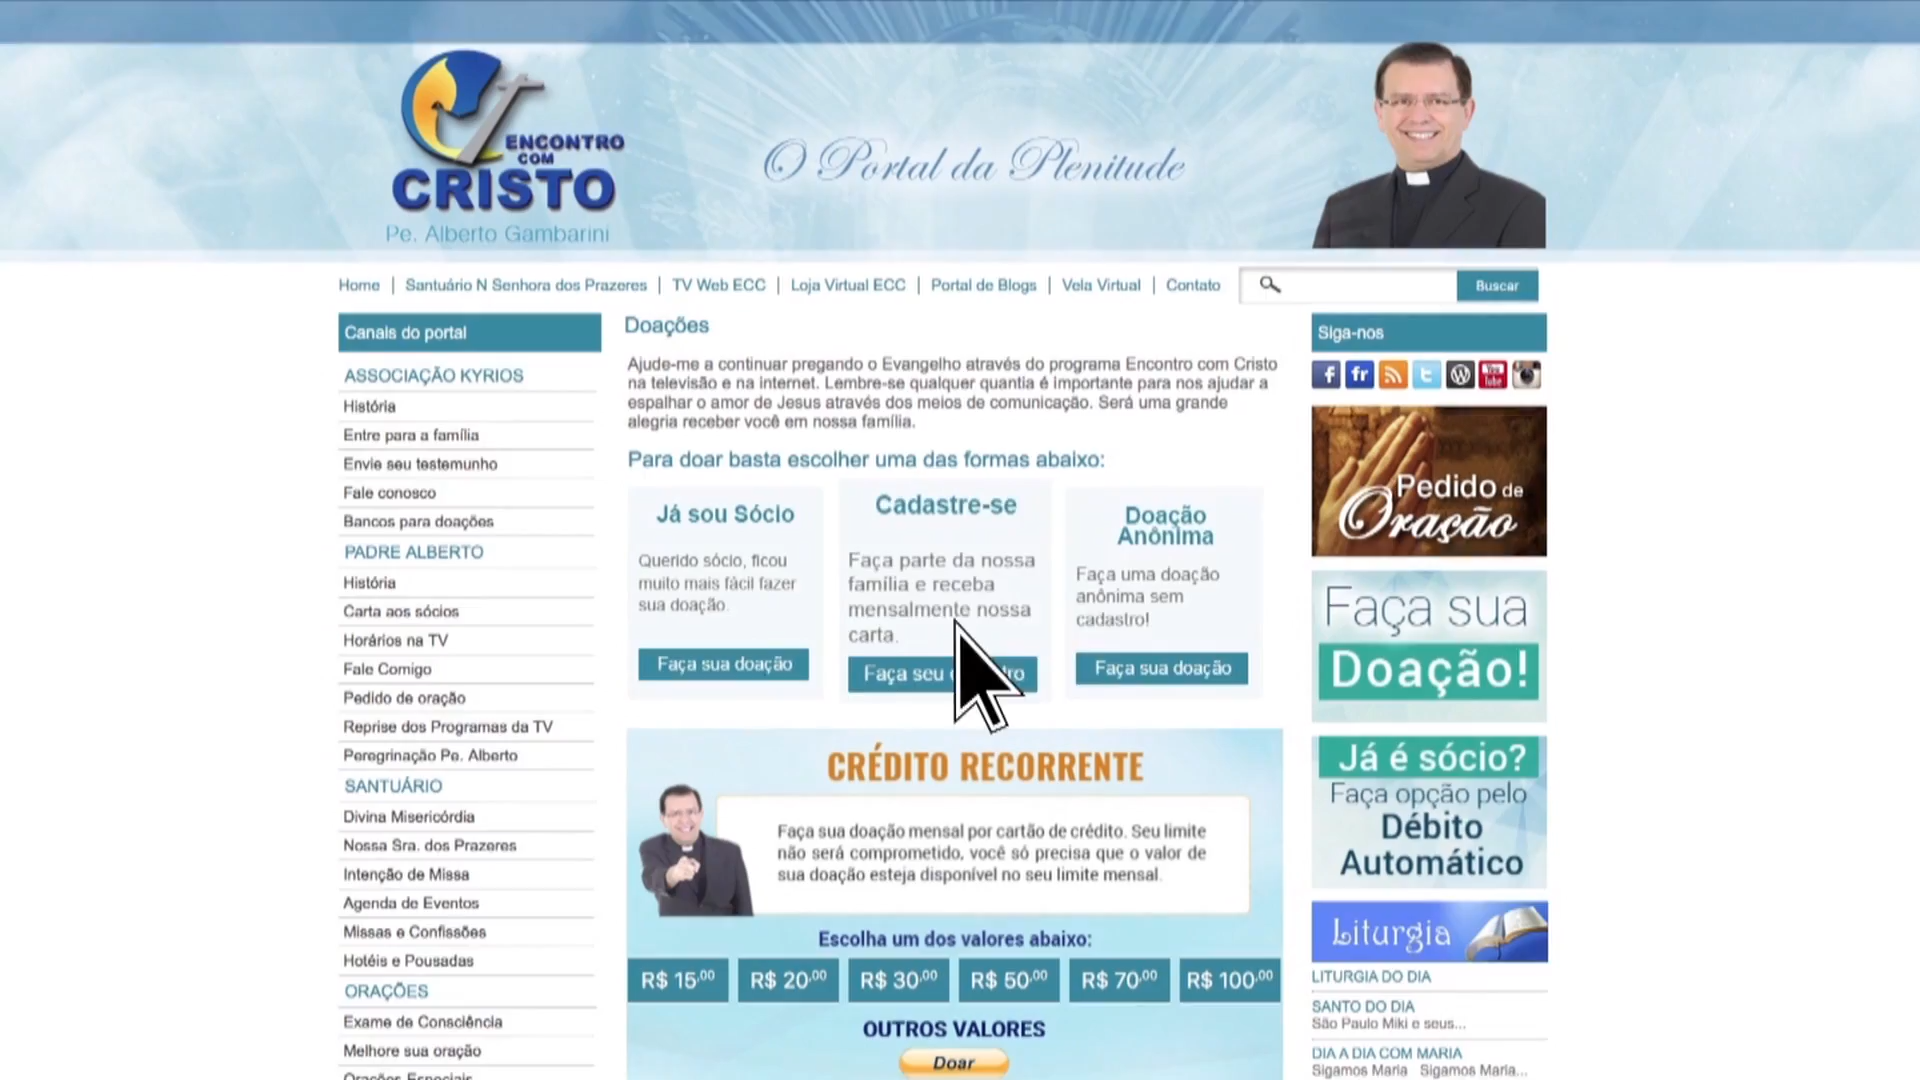 ENCONTRO
COM
CRISTO
Pe. Alberto Gambarini
O Portal da Plenitude
Home | Santuário N Senhora dos Prazeres | TV Web ECC | Loja Virtual ECC | Portal de Blogs | Vela Virtual | Contato
Buscar
Canais do portal
ASSOCIAÇÃO KYRIOS
História
Entre para a família
Envie seu testemunho
Fale conosco
Bancos para doações
PADRE ALBERTO
História
Carta aos sócios
Horários na TV
Fale Comigo
Pedido de oração
Reprise dos Programas da TV
Peregrinação Pe. Alberto
SANTUÁRIO
Divina Misericórdia
Nossa Sra. dos Prazeres
Intenção de Missa
Agenda de Eventos
Missas e Confissões
Hotéis e Pousadas
ORAÇÕES
Exame de Consciência
Melhore sua oração
Orações Especiais
Doações
Ajude-me a continuar pregando o Evangelho através do programa Encontro com Cristo
na televisão e na internet. Lembre-se qualquer quantia é importante para nos ajudar a
espalhar o amor de Jesus através dos meios de comunicação. Será uma grande
alegria receber você em nossa família.
Para doar basta escolher uma das formas abaixo:
Já sou Sócio
Querido sócio, ficou
muito mais fácil fazer
sua doação.
Faça sua doação
Cadastre-se
Faça parte da nossa
família e receba
mensalmente nossa
carta.
Faça seu
Doação
Anônima
Faça uma doação
anônima sem
cadastro!
Faça sua doação
CRÉDITO RECORRENTE
Faça sua doação mensal por cartão de crédito. Seu limite
não será comprometido, você só precisa que o valor de
sua doação esteja disponível no seu limite mensal.
Escolha um dos valores abaixo:
R$ 15,00 R$ 20,00 R$ 30,00 R$ 50,00 R$ 70,00 R$ 100,00
OUTROS VALORES
Doar
Siga-nos
f fr t W You Tube
Pedido de
Oração
Faça sua
Doação!
Já é sócio?
Faça opção pelo
Débito
Automático
Liturgia
LITURGIA DO DIA
SANTO DO DIA
São Paulo Miki e seus...
DIA A DIA COM MARIA
Sigamos Maria Sigamos Maria...